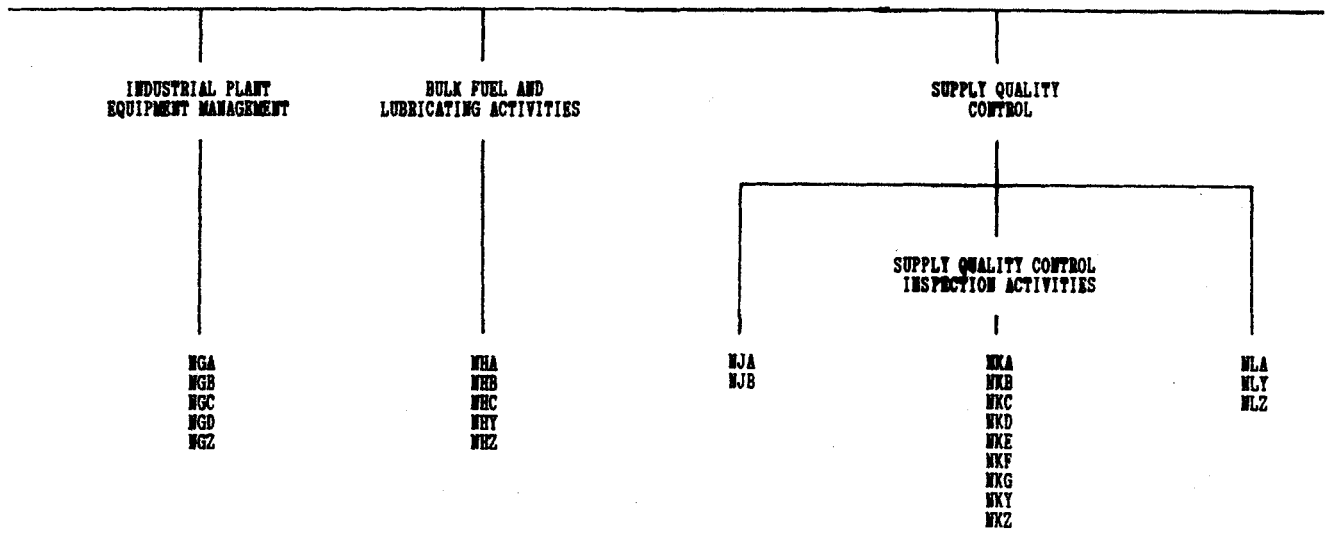 INDUSTRIAL PLANT
EQUIPMENT MANAGEMENT
BULK FUEL AND
LUBRICATING ACTIVITIES
SUPPLY QUALITY
CONTROL
SUPPLY QUALITY CONTROL
INSPECTION ACTIVITIES
NGA
NGB
NGC
NGD
NGZ
NHA
NHB
NHC
NHY
NHZ
NJA
NJB
NKA
NKB
NKC
NKD
NKE
NKF
NKG
NKY
NKZ
NLA
NLY
NLZ